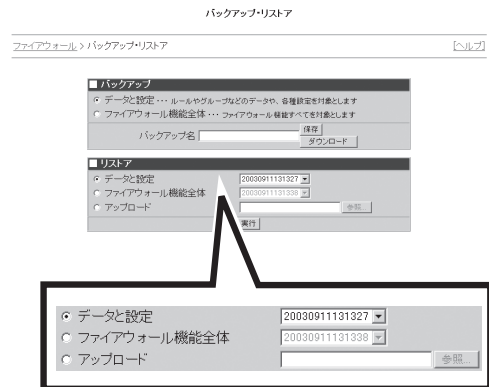 バックアップ・リストア
ファイアウォール > バックアップ・リストア [ヘルプ]
■ バックアップ
データと設定・・・ルールやグループなどのデータや、各種設定を対象とします
ファイアウォール機能全体・・・ファイアウォール機能すべてを対象とします
バックアップ名 保存
ダウンロード
■ リストア
データと設定 20030911131327
ファイアウォール機能全体 20030911131338
アップロード 参照...
実行
データと設定 20030911131327
ファイアウォール機能全体 20030911131338
アップロード 参照...